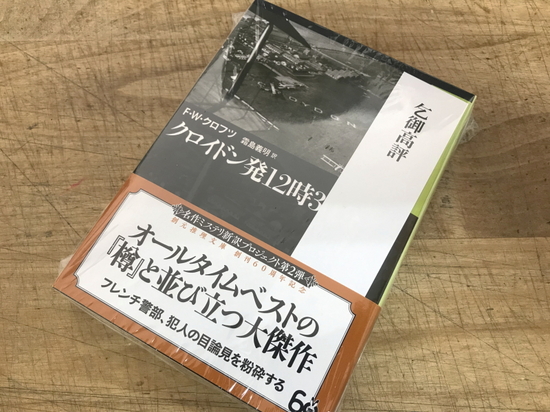 乞御高評
CROYDON
F・W・クロフツ
霧島義明 訳
クロイドン発12時3
名作ミステリ新訳プロジェクト第2弾
創元推理文庫 創刊60周年記念
オールタイムベストの
『樽』と並び立つ大傑作
フレンチ警部、犯人の目論見を粉砕する